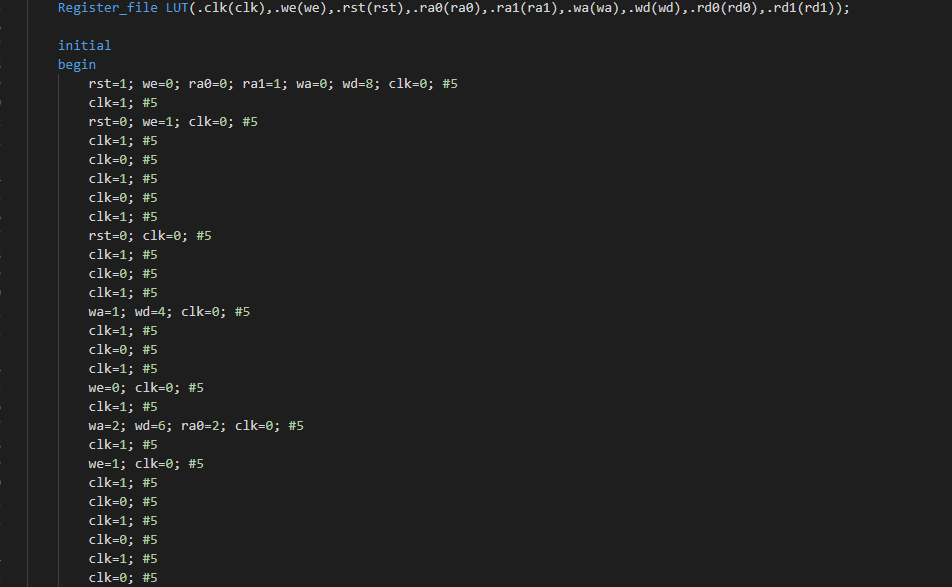 Register_file LUT(.clk(clk),.we(we),.rst(rst),.ra0(ra0),.ra1(ra1),.wa(wa),.wd(wd),.rd0(rd0),.rd1(rd1));
initial
begin
rst=1; we=0; ra0=0; ra1=1; wa=0; wd=8; clk=0; #5
clk=1; #5
rst=0; we=1; clk=0; #5
clk=1; #5
clk=0; #5
clk=1; #5
clk=0; #5
clk=1; #5
rst=0; clk=0; #5
clk=1; #5
clk=0; #5
clk=1; #5
wa=1; wd=4; clk=0; #5
clk=1; #5
clk=0; #5
clk=1; #5
we=0; clk=0; #5
clk=1; #5
wa=2; wd=6; ra0=2; clk=0; #5
clk=1; #5
we=1; clk=0; #5
clk=1; #5
clk=0; #5
clk=1; #5
clk=0; #5
clk=1; #5
clk=0; #5